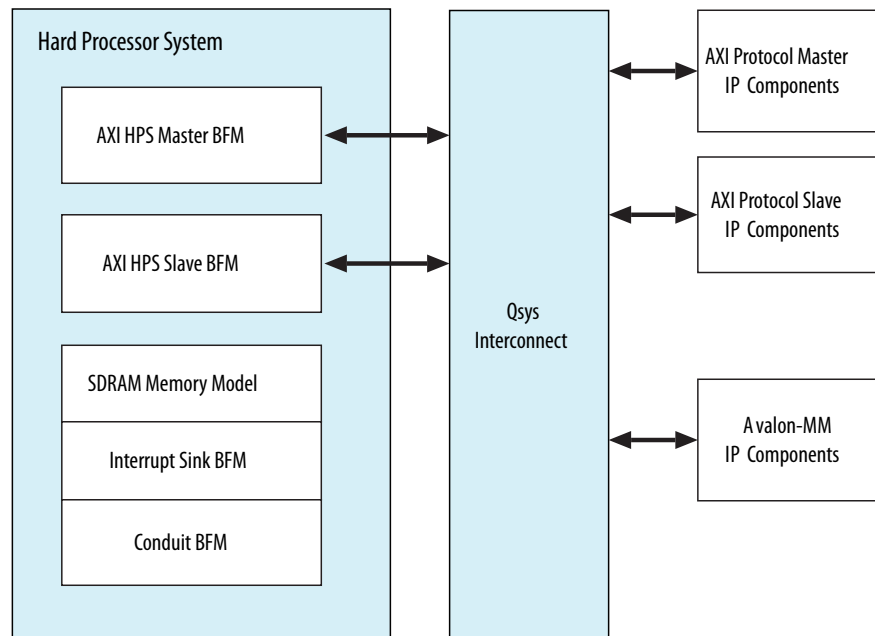 Hard Processor System
AXI HPS Master BFM
AXI HPS Slave BFM
SDRAM Memory Model
Interrupt Sink BFM
Conduit BFM
Qsys
Interconnect
AXI Protocol Master
IP Components
AXI Protocol Slave
IP Components
Avalon-MM
IP Components